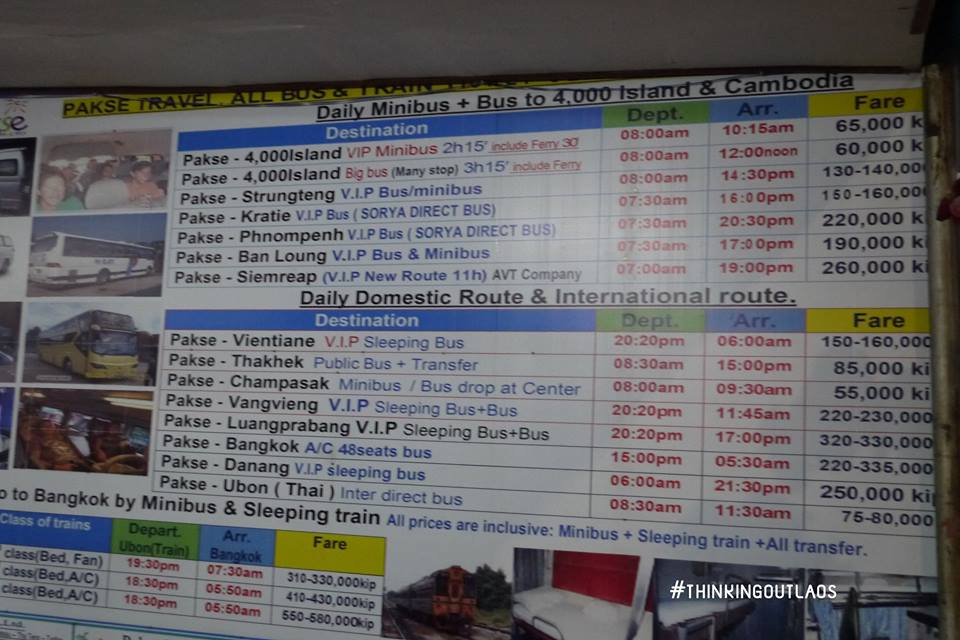 PAKSE TRAVEL. ALL BUS & TRAIN
Daily Minibus + Bus to 4,000 Island & Cambodia
Destination Dept. Arr. Fare
Pakse - 4,000Island VIP Minibus 2h15' include Ferry 30' 08:00am 10:15am 65,000 k
Pakse - 4,000Island Big bus (Many stop) 3h15' include Ferry 08:00am 12:00noon 60,000 k
Pakse - Strungteng V.I.P Bus/minibus 08:00am 14:30pm 130-140,000
Pakse - Kratie V.I.P Bus ( SORYA DIRECT BUS) 07:30am 16:00pm 150-160,000
Pakse - Phnompenh V.I.P Bus ( SORYA DIRECT BUS) 07:30am 20:30pm 220,000 k
Pakse - Ban Loung V.I.P Bus & Minibus 07:30am 17:00pm 190,000 ki
Pakse - Siemreap (V.I.P New Route 11h) AVT Company 07:00am 19:00pm 260,000 ki
Daily Domestic Route & International route.
Destination Dept. Arr. Fare
Pakse - Vientiane V.I.P Sleeping Bus 20:20pm 06:00am 150-160,000
Pakse - Thakhek Public Bus + Transfer 08:30am 15:00pm 85,000 ki
Pakse - Champasak Minibus / Bus drop at Center 08:00am 09:30am 55,000 ki
Pakse - Vangvieng V.I.P Sleeping Bus+Bus 20:20pm 11:45am 220-230,000
Pakse - Luangprabang V.I.P Sleeping Bus+Bus 20:20pm 17:00pm 320-330,000
Pakse - Bangkok A/C 48seats bus 15:00pm 05:30am 220-335,000
Pakse - Danang V.I.P sleeping bus 06:00am 21:30pm 250,000 ki
Pakse - Ubon ( Thai ) Inter direct bus 08:30am 11:30am 75-80,000
o to Bangkok by Minibus & Sleeping train All prices are inclusive: Minibus + Sleeping train +All transfer.
Class of trains Depart. Ubon(Train) Arr. Bangkok Fare
class(Bed, Fan) 19:30pm 07:30am 310-330,000kip
class(Bed,A/C) 18:30pm 05:50am 410-430,000kip
class(Bed,A/C) 18:30pm 05:50am 550-580,000kip
#THINKINGOUTLAOS